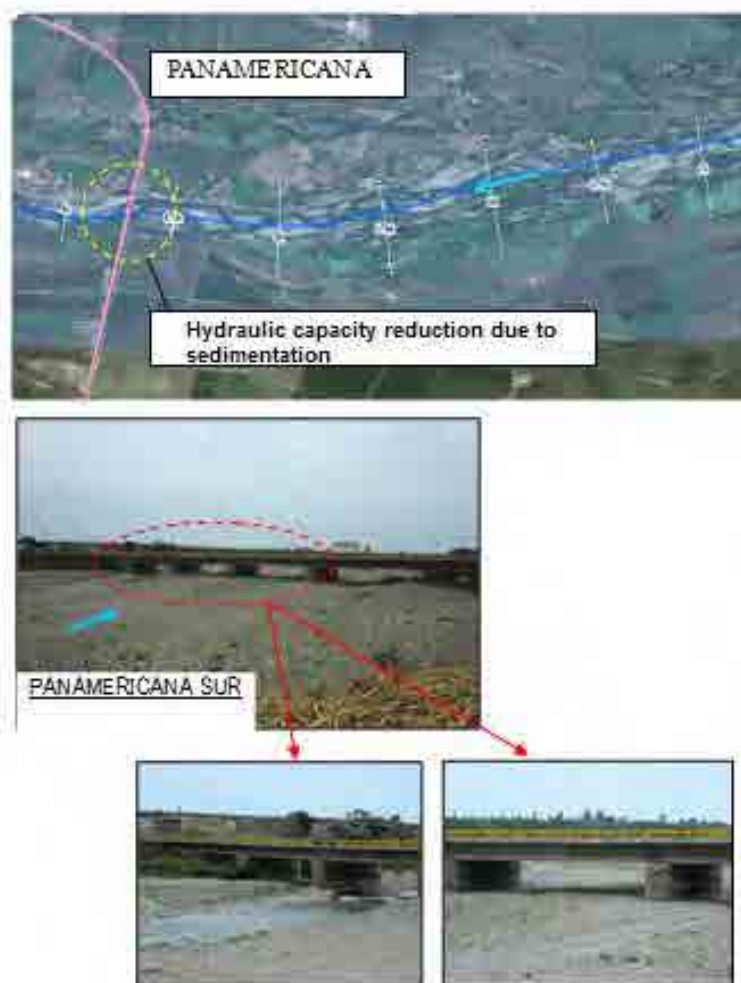 PANAMERICANA
Hydraulic capacity reduction due to
sedimentation
PANAMERICANA SUR